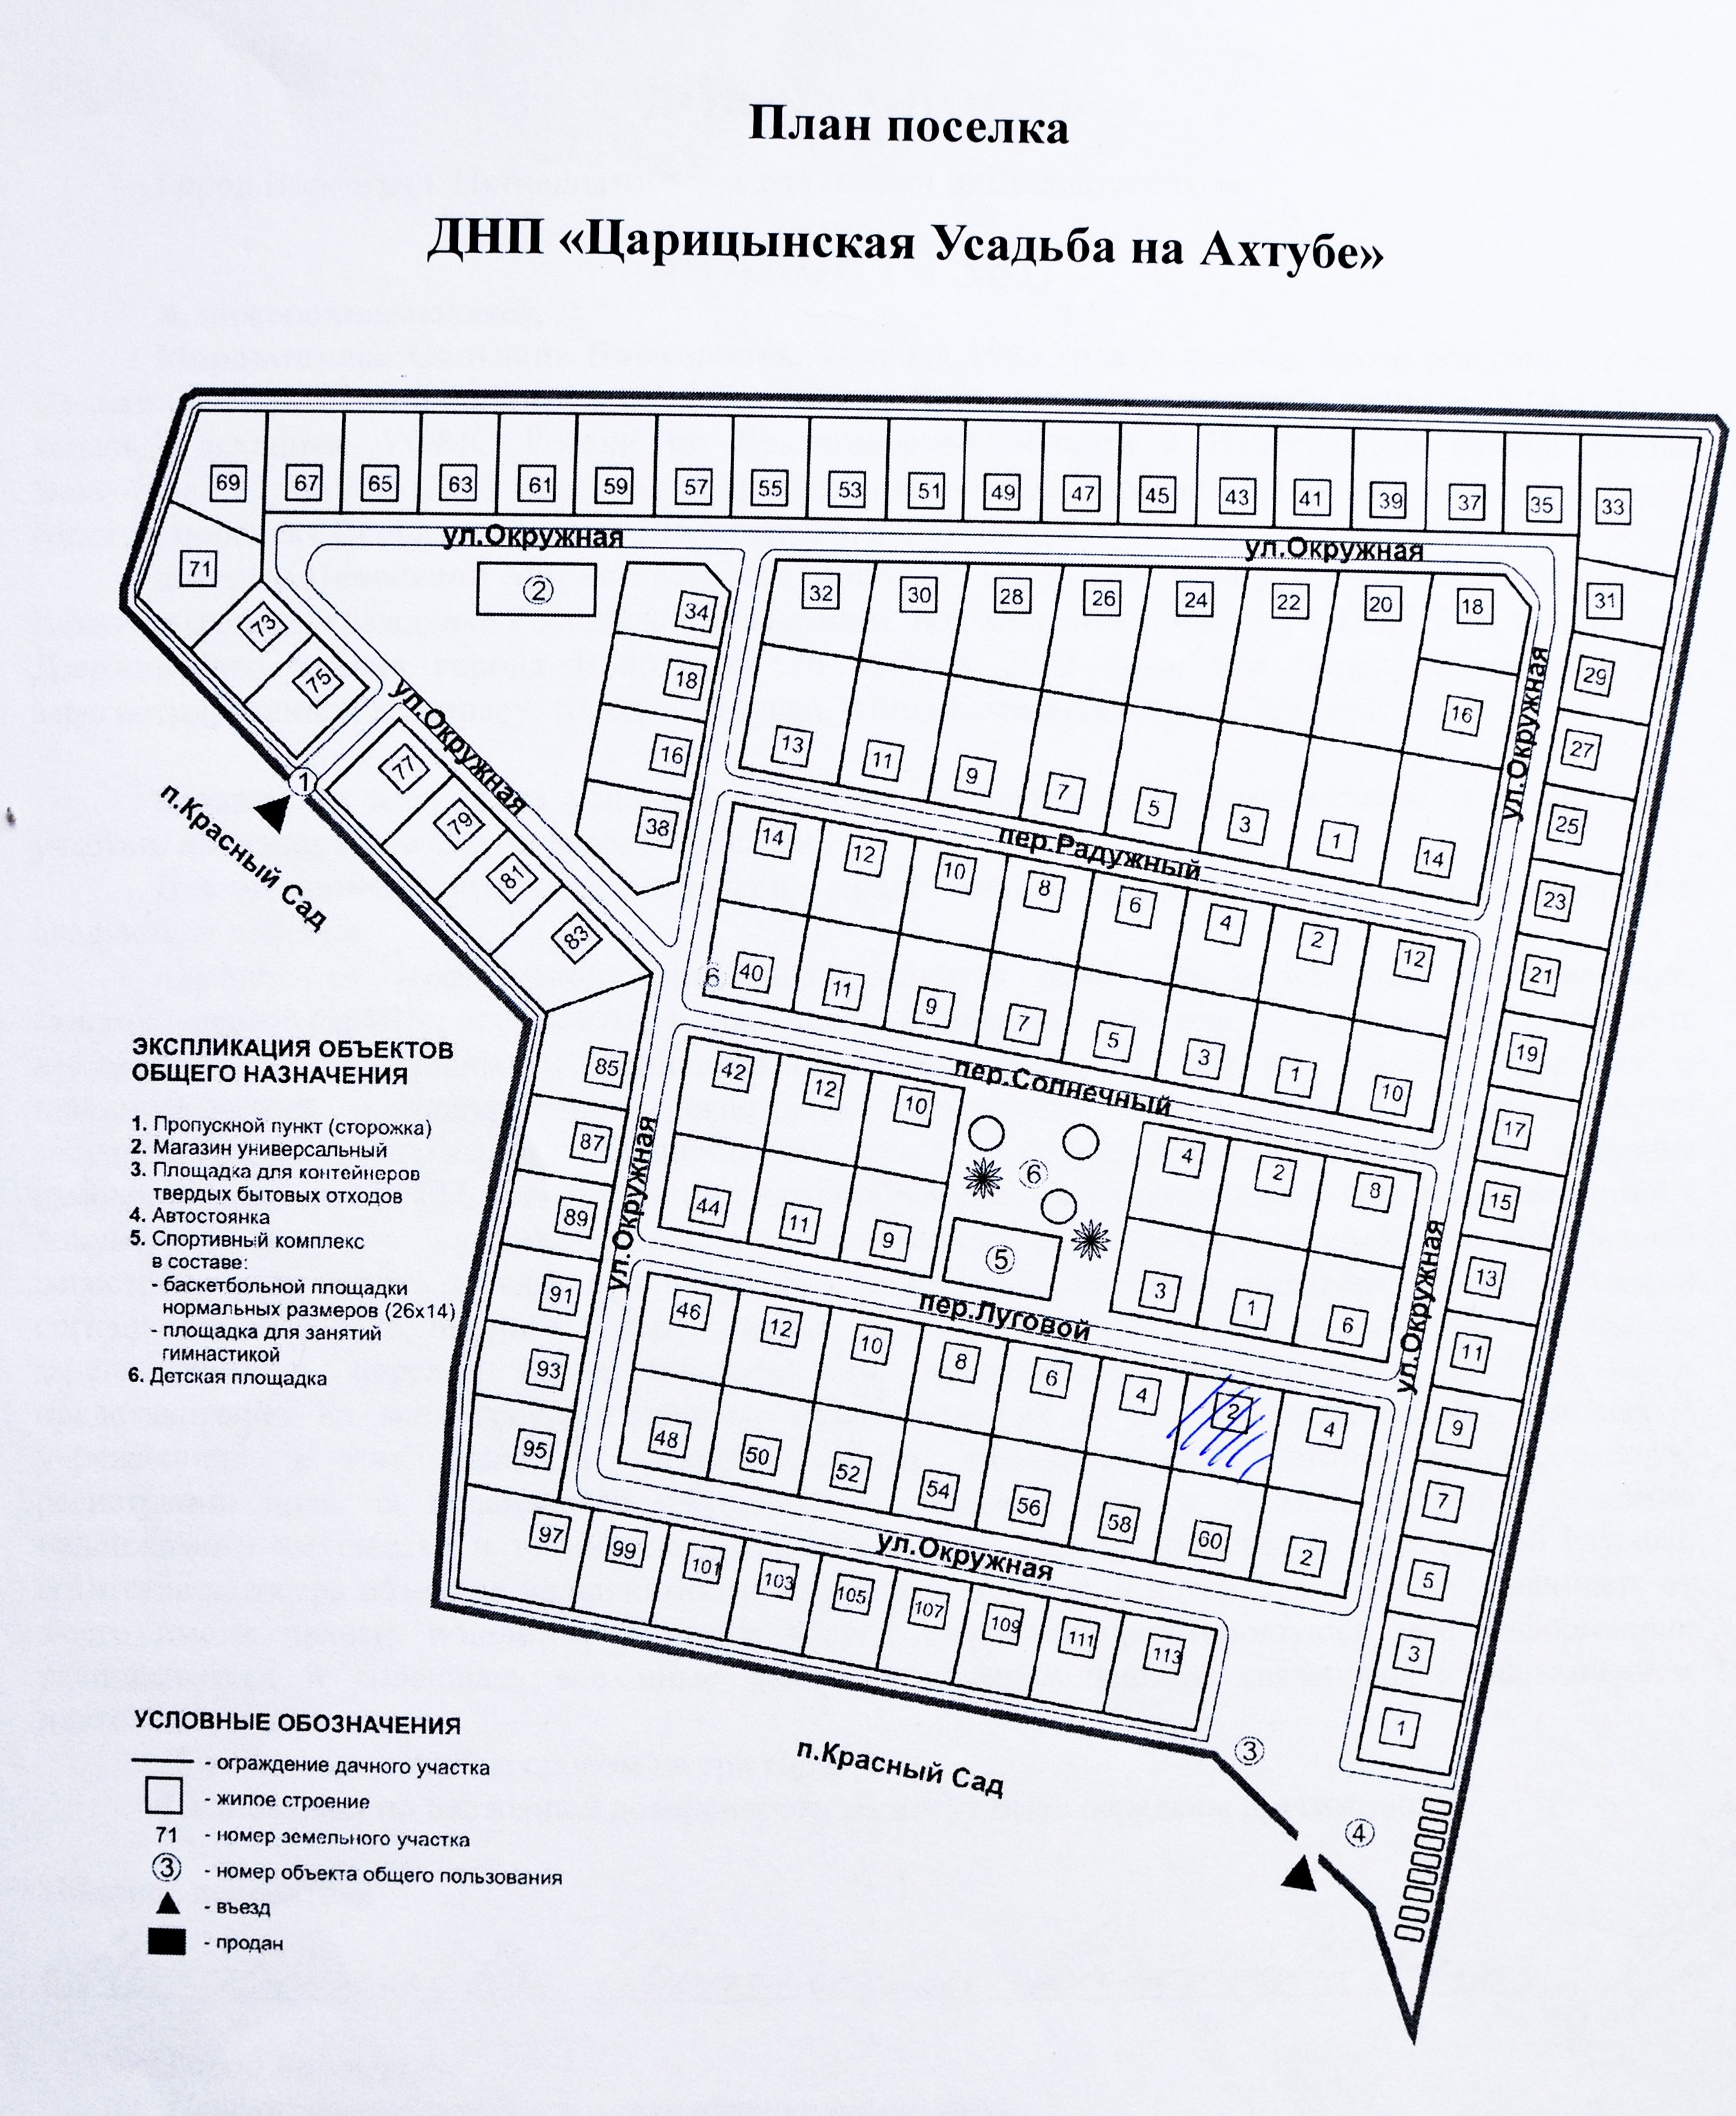 План поселка
ДНП «Царицынская Усадьба на Ахтубе»
69 67 65 63 61 59 57 55 53 51 49 47 45 43 41 39 37 35 33
ул.Окружная
ул.Окружная
71
73
75
1
п.Красный Сад
2
34
18
16
38
ул.Окружная
77
79
81
83
32 30 28 26 24 22 20 18
16
13 11 9 7 5 3 1 14
ул.Окружная
31
29
27
25
23
21
19
17
15
13
11
9
7
5
3
1
пер.Радужный
14 12 10 8 6 4 2 12
6 40 11 9 7 5 3 1 10
пер.Солнечный
42 12 10
6
4 2 8
44 11 9
5
3 1 6
ул.Окружная
ул.Окружная
пер.Луговой
46 12 10 8 6 4 2 4
48 50 52 54 56 58 60 2
ул.Окружная
85
87
89
91
93
95
97 99 101 103 105 107 109 111 113
п.Красный Сад
3
4
ЭКСПЛИКАЦИЯ ОБЪЕКТОВ
ОБЩЕГО НАЗНАЧЕНИЯ
1. Пропускной пункт (сторожка)
2. Магазин универсальный
3. Площадка для контейнеров
твердых бытовых отходов
4. Автостоянка
5. Спортивный комплекс
в составе:
- баскетбольной площадки
нормальных размеров (26х14)
- площадка для занятий
гимнастикой
6. Детская площадка
УСЛОВНЫЕ ОБОЗНАЧЕНИЯ
- ограждение дачного участка
- жилое строение
71 - номер земельного участка
3 - номер объекта общего пользования
- въезд
- продан